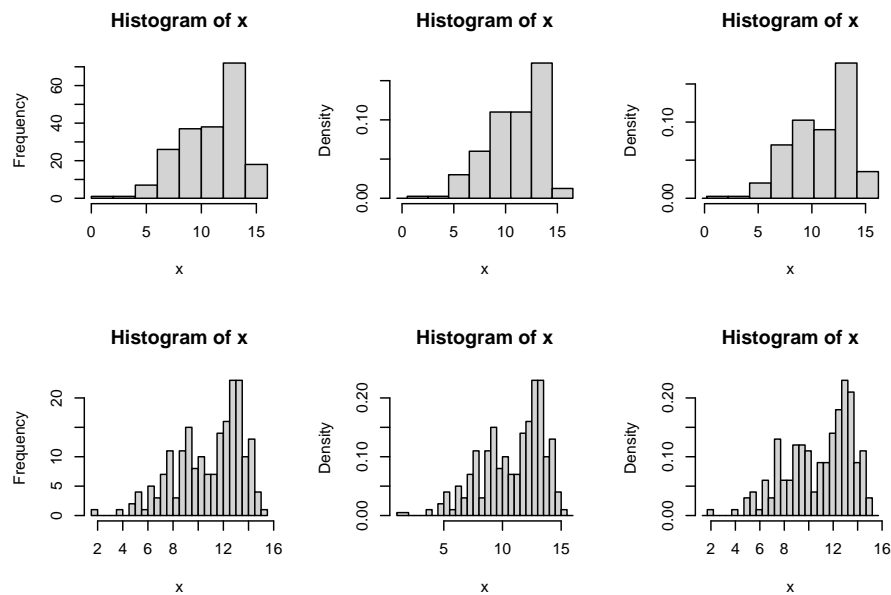 Histogram of x
Frequency
0 20 40 60
0 5 10 15
x
Histogram of x
Density
0.00 0.10
0 5 10 15
x
Histogram of x
Density
0.00 0.10
0 5 10 15
x
Histogram of x
Frequency
0 5 10 20
2 4 6 8 12 16
x
Histogram of x
Density
0.00 0.10 0.20
5 10 15
x
Histogram of x
Density
0.00 0.10 0.20
2 4 6 8 12 16
x